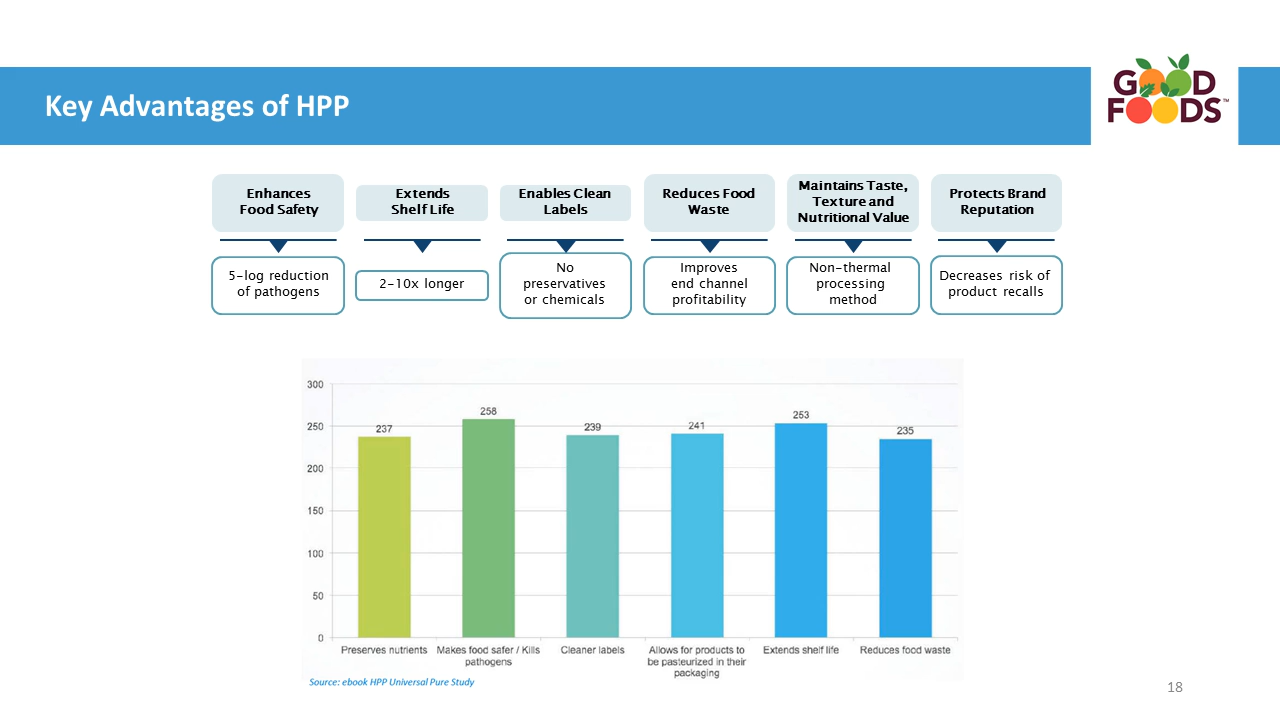 Key Advantages of HPP
GOOD
FOODS™
Enhances
Food Safety
Extends
Shelf Life
Enables Clean
Labels
Reduces Food
Waste
Maintains Taste,
Texture and
Nutritional Value
Protects Brand
Reputation
5-log reduction
of pathogens
2-10x longer
No
preservatives
or chemicals
Improves
end channel
profitability
Non-thermal
processing
method
Decreases risk of
product recalls
300
250
200
150
100
50
0
237
258
239
241
253
235
Preserves nutrients
Makes food safer / Kills
pathogens
Cleaner labels
Allows for products to
be pasteurized in their
packaging
Extends shelf life
Reduces food waste
Source: ebook HPP Universal Pure Study
18